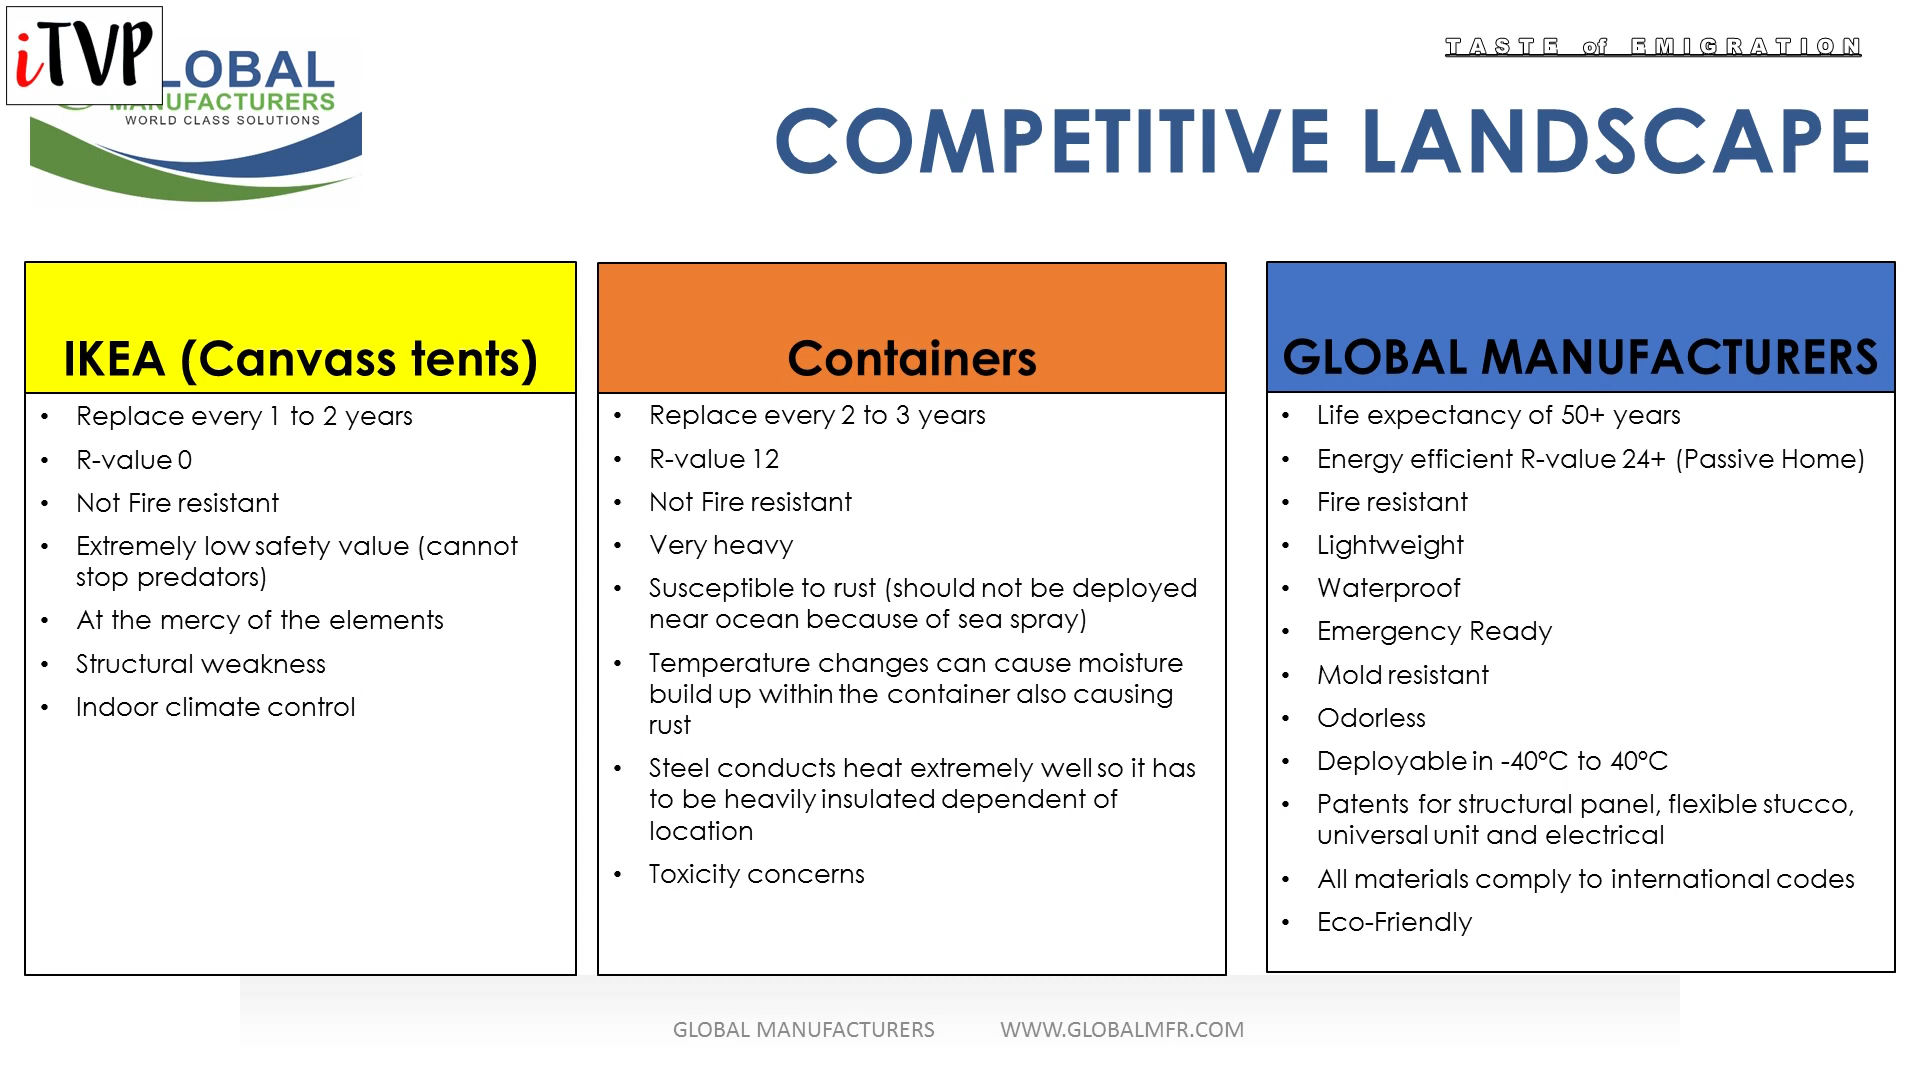 iTVP
LOBAL
MANUFACTURERS
WORLD CLASS SOLUTIONS
TASTE of EMIGRATION
COMPETITIVE LANDSCAPE
IKEA (Canvass tents)
• Replace every 1 to 2 years
• R-value 0
• Not Fire resistant
• Extremely low safety value (cannot
stop predators)
• At the mercy of the elements
• Structural weakness
• Indoor climate control
Containers
• Replace every 2 to 3 years
• R-value 12
• Not Fire resistant
• Very heavy
• Susceptible to rust (should not be deployed
near ocean because of sea spray)
• Temperature changes can cause moisture
build up within the container also causing
rust
• Steel conducts heat extremely well so it has
to be heavily insulated dependent of
location
• Toxicity concerns
GLOBAL MANUFACTURERS
• Life expectancy of 50+ years
• Energy efficient R-value 24+ (Passive Home)
• Fire resistant
• Lightweight
• Waterproof
• Emergency Ready
• Mold resistant
• Odorless
• Deployable in -40°C to 40°C
• Patents for structural panel, flexible stucco,
universal unit and electrical
• All materials comply to international codes
• Eco-Friendly
GLOBAL MANUFACTURERS WWW.GLOBALMFR.COM